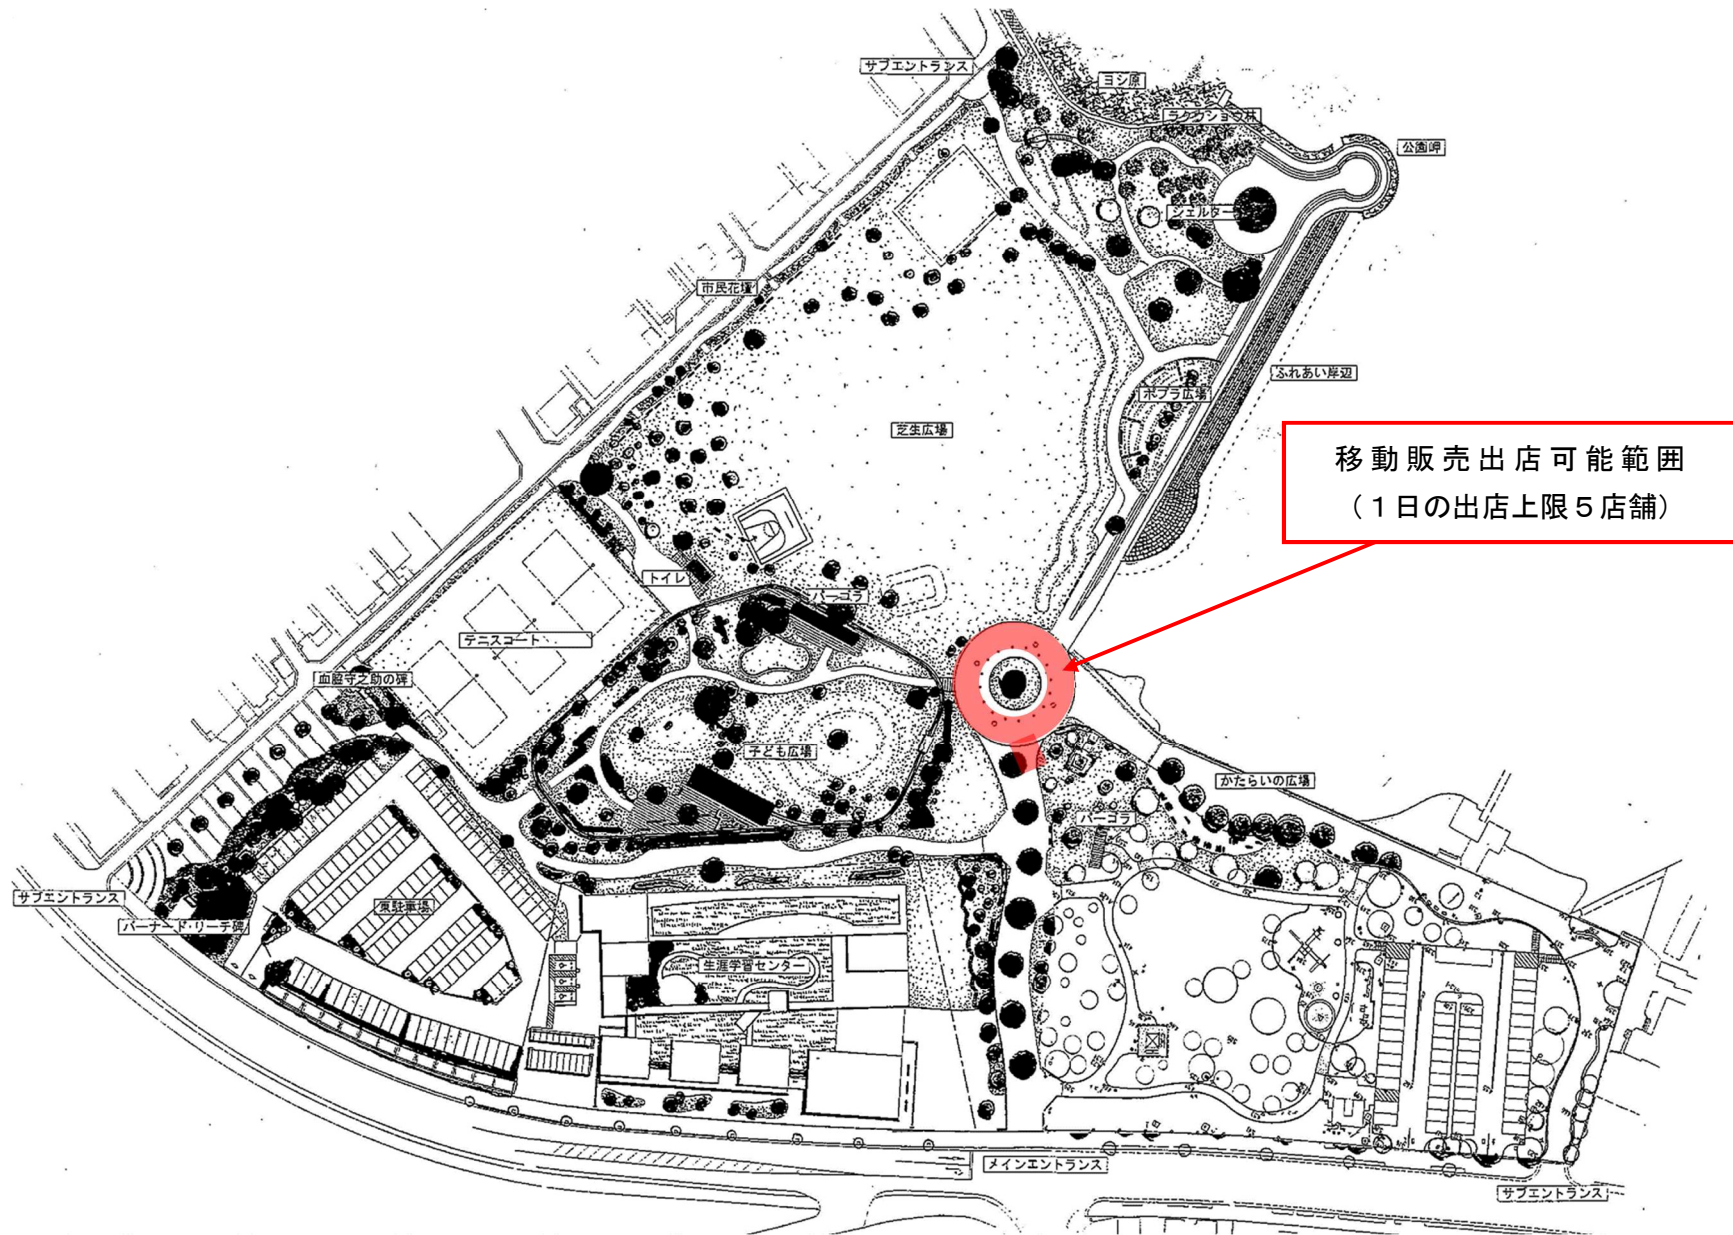 サブエントランス
ヨシ原
ラクウショウ林
公園岬
シェルター
市民花壇
ふれあい岸辺
ポプラ広場
芝生広場
移動販売出店可能範囲
（１日の出店上限５店舗）
トイレ
パーゴラ
テニスコート
血脇守之助の碑
子ども広場
かたらいの広場
パーゴラ
サブエントランス
東駐車場
バーナード・リーチ碑
生涯学習センター
メインエントランス
サブエントランス